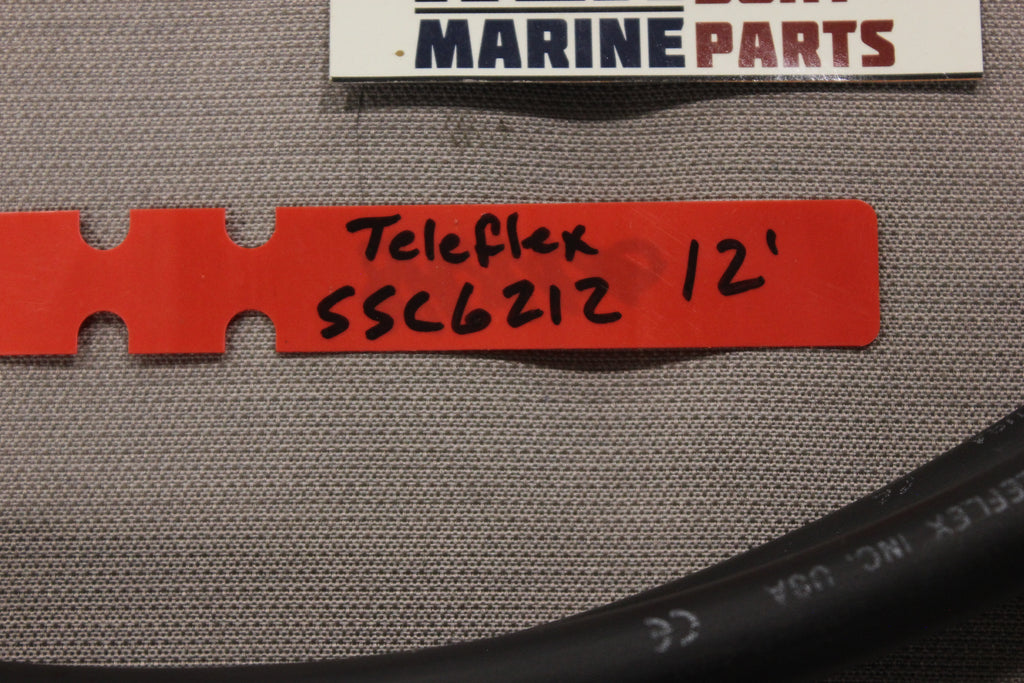 MARINE PARTS
Teleflex
SSC6212 12'
TELEFLEX INC. USA
CE